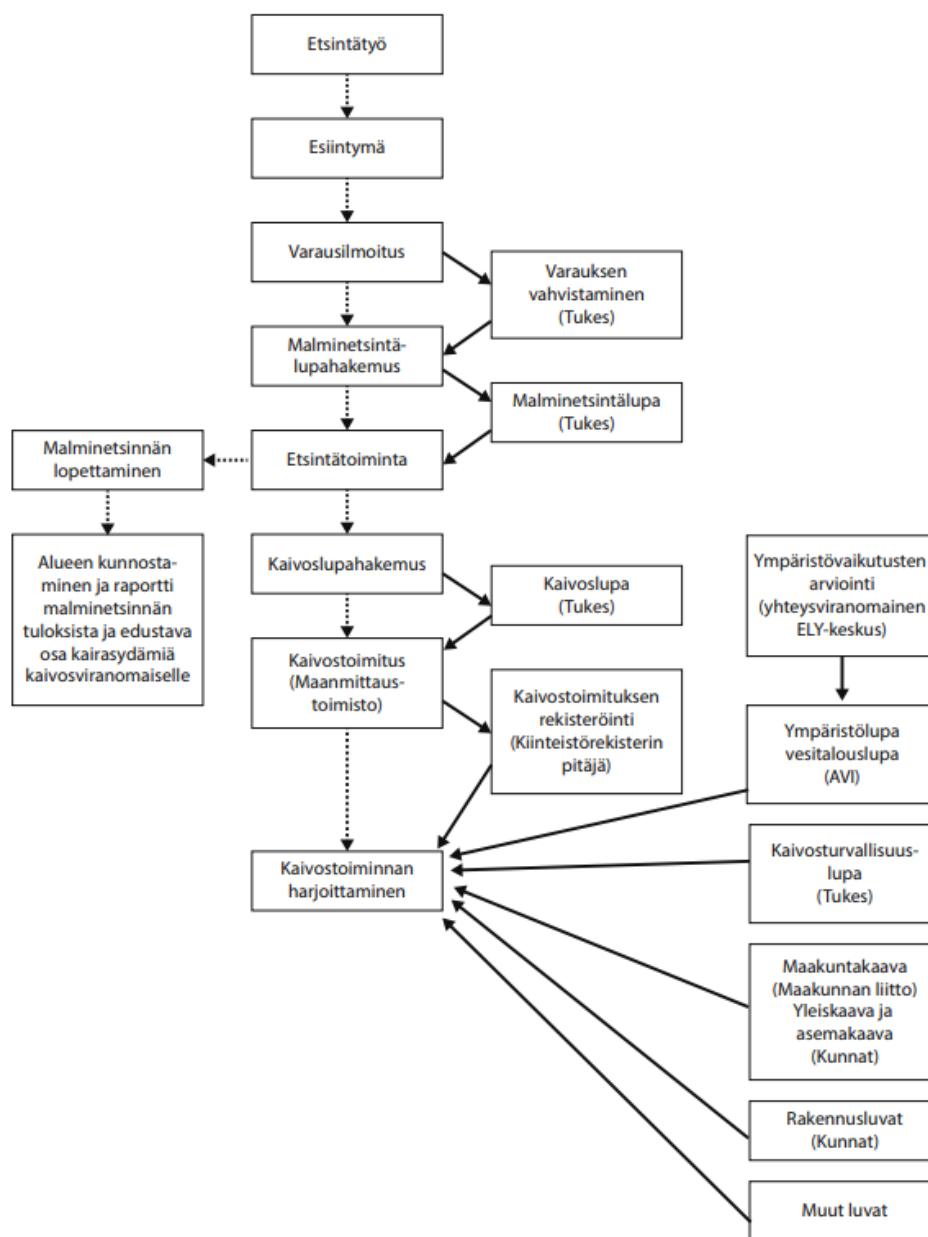 Etsintätyö
Esiintymä
Varausilmoitus
Varauksen
vahvistaminen
(Tukes)
Malminetsintä-
lupahakemus
Malminetsintälupa
(Tukes)
Malminetsinnän
lopettaminen
Etsintätoiminta
Alueen kunnosta-
minen ja raportti
malminetsinnän
tuloksista ja edustava
osa kairasydämiä
kaivosviranomaiselle
Kaivoslupahakemus
Kaivoslupa
(Tukes)
Ympäristövaikutusten
arviointi
(yhteysviranomainen
ELY-keskus)
Kaivostoimitus
(Maanmittaus-
toimisto)
Kaivostoimituksen
rekisteröinti
(Kiinteistörekisterin
pitäjä)
Ympäristölupa
vesitalouslupa
(AVI)
Kaivostoiminnan
harjoittaminen
Kaivosturvallisuus-
lupa
(Tukes)
Maakuntakaava
(Maakunnan liitto)
Yleiskaava ja
asemakaava
(Kunnat)
Rakennusluvat
(Kunnat)
Muut luvat